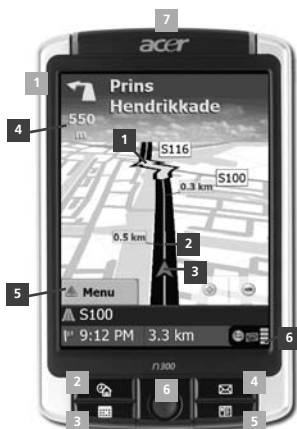 7
acer
1
Prins
Hendrikkade
4
550
m
1
S116
S100
0.3 km
0.5 km
2
3
5
Menu
S100
9:12 PM
3.3 km
6
n300
2
6
4
3
5